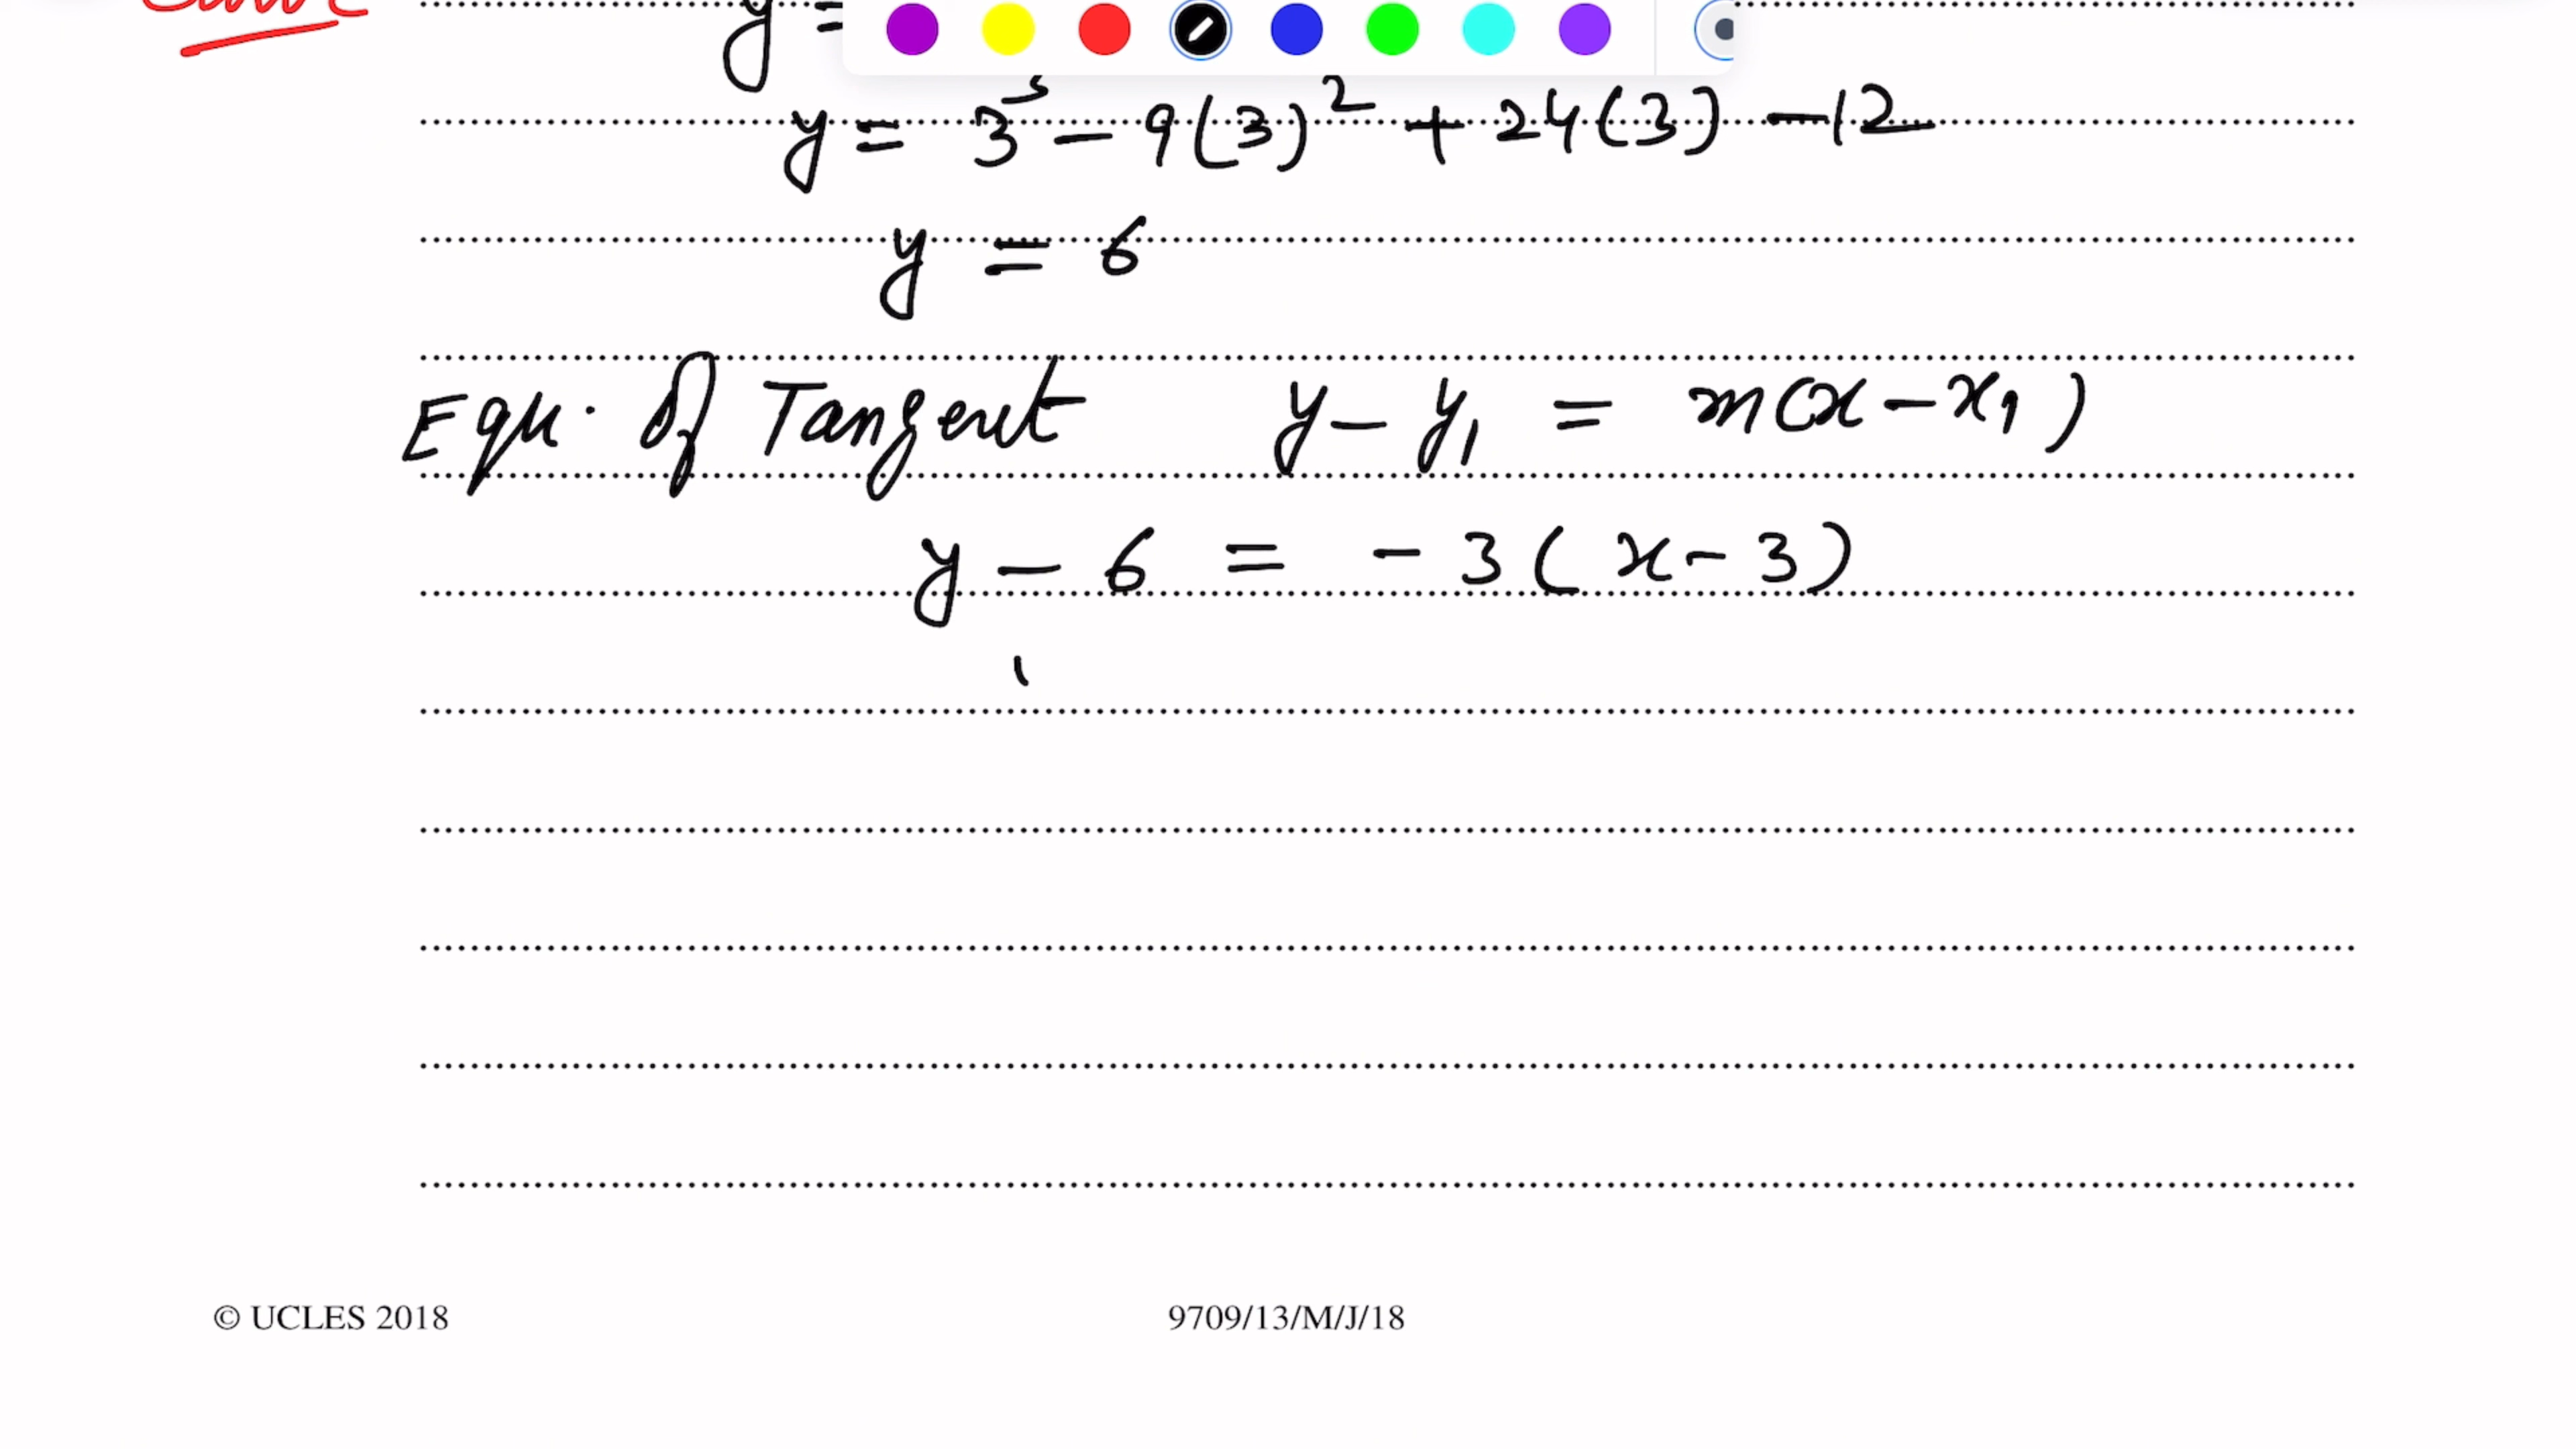 y =
y = 3³ - 9(3)² + 24(3) - 12
y = 6
Equ. Of Tangent y - y₁ = m(x - x₁)
y - 6 = - 3(x - 3)
© UCLES 2018 9709/13/M/J/18